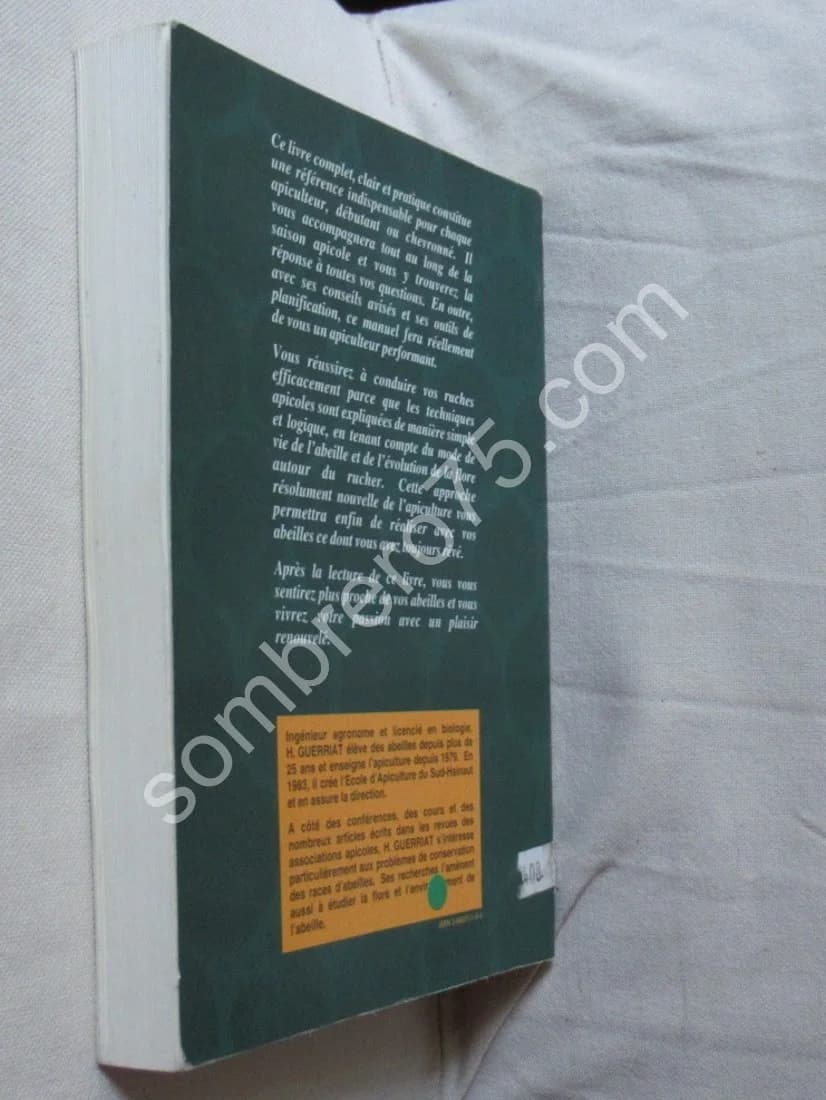 Ce livre complet, clair et pratique constitue
une référence indispensable pour chaque
apiculteur, débutant ou chevronné. Il
vous accompagnera tout au long de la
saison apicole et vous y trouverez la
réponse à toutes vos questions. En outre,
avec ses conseils avisés et ses outils de
planification, ce manuel fera réellement
de vous un apiculteur performant.
Vous réussirez à conduire vos ruches
efficacement parce que les techniques
apicoles sont expliquées de manière simple
et logique, en tenant compte du mode de
vie de l'abeille et de l'évolution de la flore
autour du rucher. Cette approche
résolument nouvelle de l'apiculture vous
permettra enfin de réaliser avec vos
abeilles ce dont vous avez toujours rêvé.
Après la lecture de ce livre, vous vous
sentirez plus proche de vos abeilles et vous
vivrez votre passion avec un plaisir
renouvelé.
Ingénieur agronome et licencié en biologie,
H. GUERRIAT élève des abeilles depuis plus de
25 ans et enseigne l'apiculture depuis 1979. En
1983, il crée l'Ecole d'Apiculture du Sud-Hainaut
et en assure la direction.
A côté des conférences, des cours et des
nombreux articles écrits dans les revues des
associations apicoles, H. GUERRIAT s'intéresse
particulièrement aux problèmes de conservation
des races d'abeilles. Ses recherches l'amènent
aussi à étudier la flore et l'environnement de
l'abeille.
ISBN
sombrero75.com